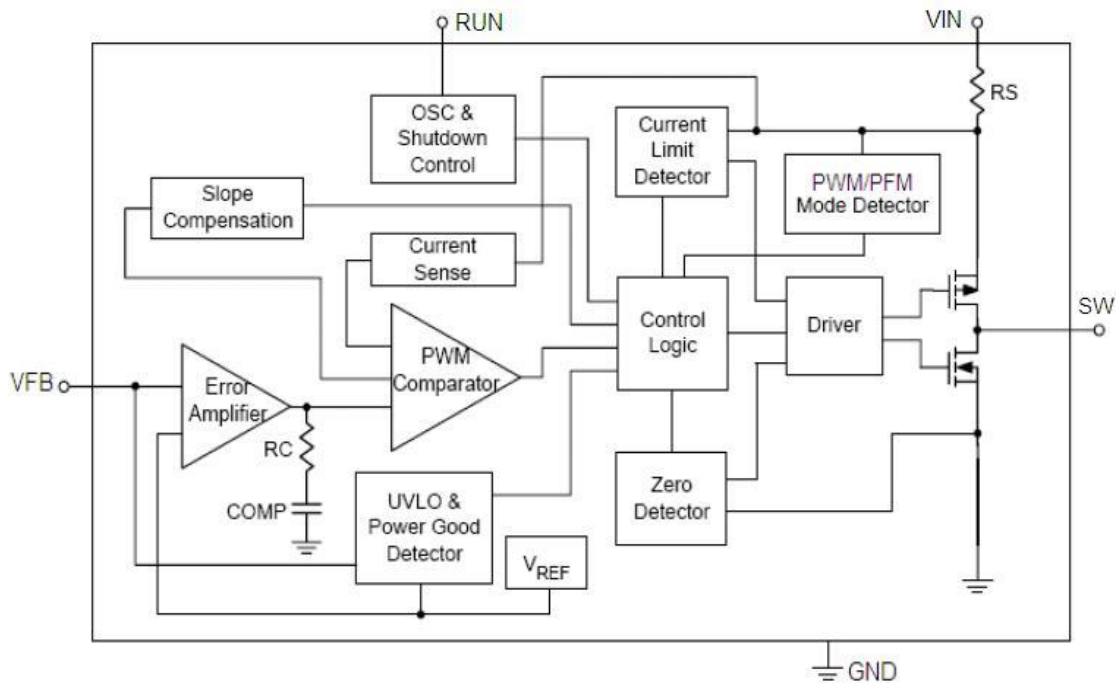 RUN
VIN
RS
OSC &
Shutdown
Control
Current
Limit
Detector
PWM/PFM
Mode Detector
Slope
Compensation
Current
Sense
SW
Control
Logic
Driver
PWM
Comparator
VFB
Error
Amplifier
RC
COMP
UVLO &
Power Good
Detector
Zero
Detector
VREF
GND